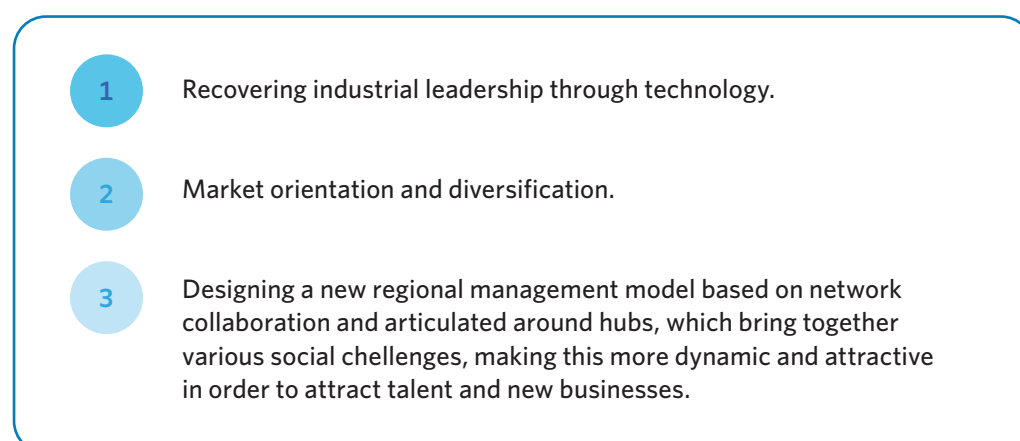 1 Recovering industrial leadership through technology.
2 Market orientation and diversification.
3 Designing a new regional management model based on network
collaboration and articulated around hubs, which bring together
various social chellenges, making this more dynamic and attractive
in order to attract talent and new businesses.